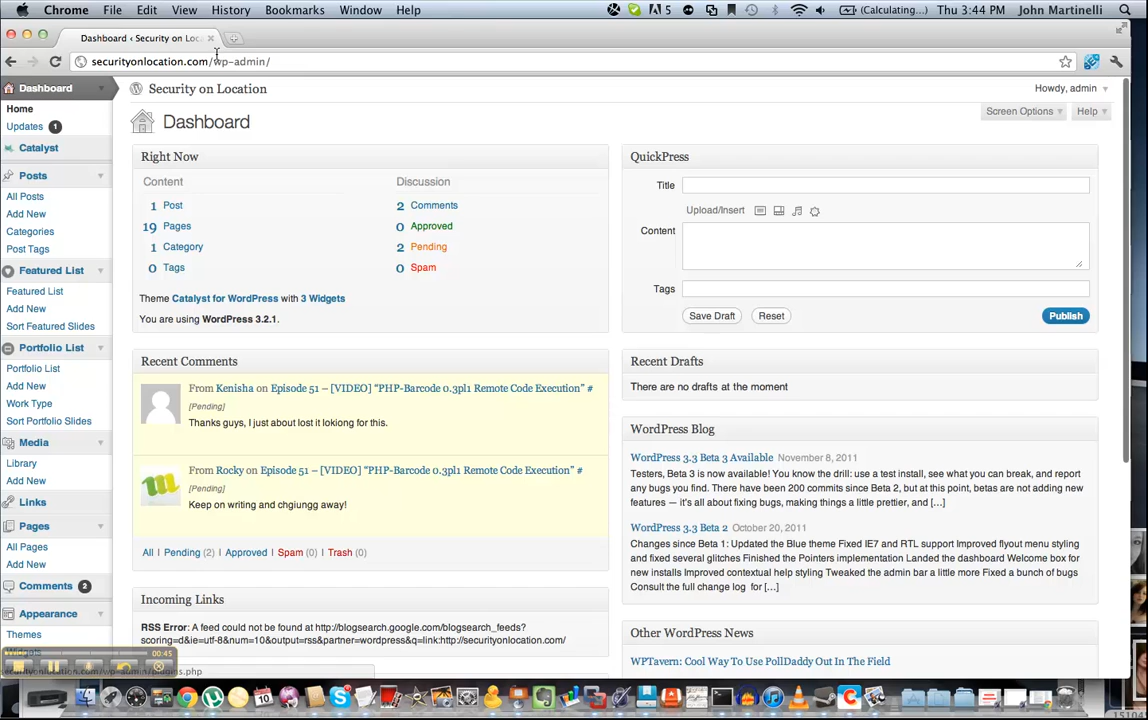 Chrome File Edit View History Bookmarks Window Help 5 (Calculating...) Thu 3:44 PM John Martinelli
Dashboard ‹ Security on Loca
securityonlocation.com/wp-admin/
Dashboard
Home
Updates 1
Catalyst
Posts
All Posts
Add New
Categories
Post Tags
Featured List
Featured List
Add New
Sort Featured Slides
Portfolio List
Portfolio List
Add New
Work Type
Sort Portfolio Slides
Media
Library
Add New
Links
Pages
All Pages
Add New
Comments 2
Appearance
Themes
Widgets
Security on Location
Howdy, admin
Dashboard
Screen Options Help
Right Now
Content Discussion
1 Post 2 Comments
19 Pages 0 Approved
1 Category 2 Pending
0 Tags 0 Spam
Theme Catalyst for WordPress with 3 Widgets
You are using WordPress 3.2.1.
Recent Comments
From Kenisha on Episode 51 – [VIDEO] “PHP-Barcode 0.3pl1 Remote Code Execution” #
[Pending]
Thanks guys, I just about lost it lokiong for this.
From Rocky on Episode 51 – [VIDEO] “PHP-Barcode 0.3pl1 Remote Code Execution” #
[Pending]
Keep on writing and chgiungg away!
All | Pending (2) | Approved | Spam (0) | Trash (0)
Incoming Links
RSS Error: A feed could not be found at http://blogsearch.google.com/blogsearch_feeds?
scoring=d&ie=utf-8&num=10&output=rss&partner=wordpress&q=link:http://securityonlocation.com/
QuickPress
Title
Upload/Insert
Content
Tags
Save Draft Reset Publish
Recent Drafts
There are no drafts at the moment
WordPress Blog
WordPress 3.3 Beta 3 Available November 8, 2011
Testers, Beta 3 is now available! You know the drill: use a test install, see what you can break, and report
any bugs you find. There have been 200 commits since Beta 2, but at this point, betas are not adding new
features — it's all about fixing bugs, making things a little prettier, and [...]
WordPress 3.3 Beta 2 October 20, 2011
Changes since Beta 1: Updated the Blue theme Fixed IE7 and RTL support Improved flyout menu styling
and fixed several glitches Finished the Pointers implementation Landed the dashboard Welcome box for
new installs Improved contextual help styling Tweaked the admin bar a little more Fixed a bunch of bugs
Consult the full change log for [...]
Other WordPress News
WPTavern: Cool Way To Use PollDaddy Out In The Field
00:45
securityonlocation.com/wp-admin/plugins.php